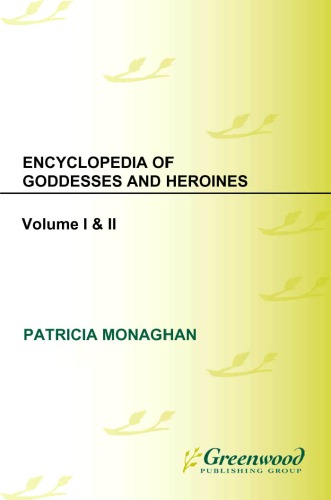 ENCYCLOPEDIA OF
GODDESSES AND HEROINES
Volume I & II
PATRICIA MONAGHAN
Greenwood
PUBLISHING GROUP